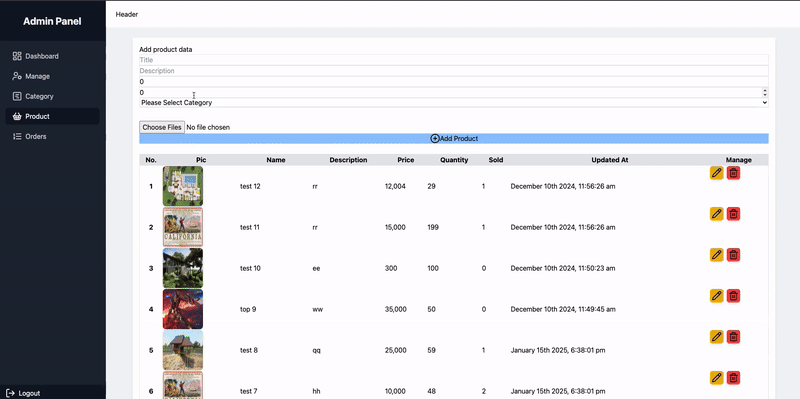 Admin Panel
Header
Dashboard
Manage
Category
Product
Orders
Logout
Add product data
Title
Description
0
0
Please Select Category
Choose Files No file chosen
Add Product
No. Pic Name Description Price Quantity Sold Updated At Manage
1 test 12 rr 12,004 29 1 December 10th 2024, 11:56:26 am
2 CALIFORNIA test 11 rr 15,000 199 1 December 10th 2024, 11:56:26 am
3 test 10 ee 300 100 0 December 10th 2024, 11:50:23 am
4 top 9 ww 35,000 50 0 December 10th 2024, 11:49:45 am
5 test 8 qq 25,000 59 1 January 15th 2025, 6:38:01 pm
6 test 7 hh 10,000 48 2 January 15th 2025, 6:38:01 pm